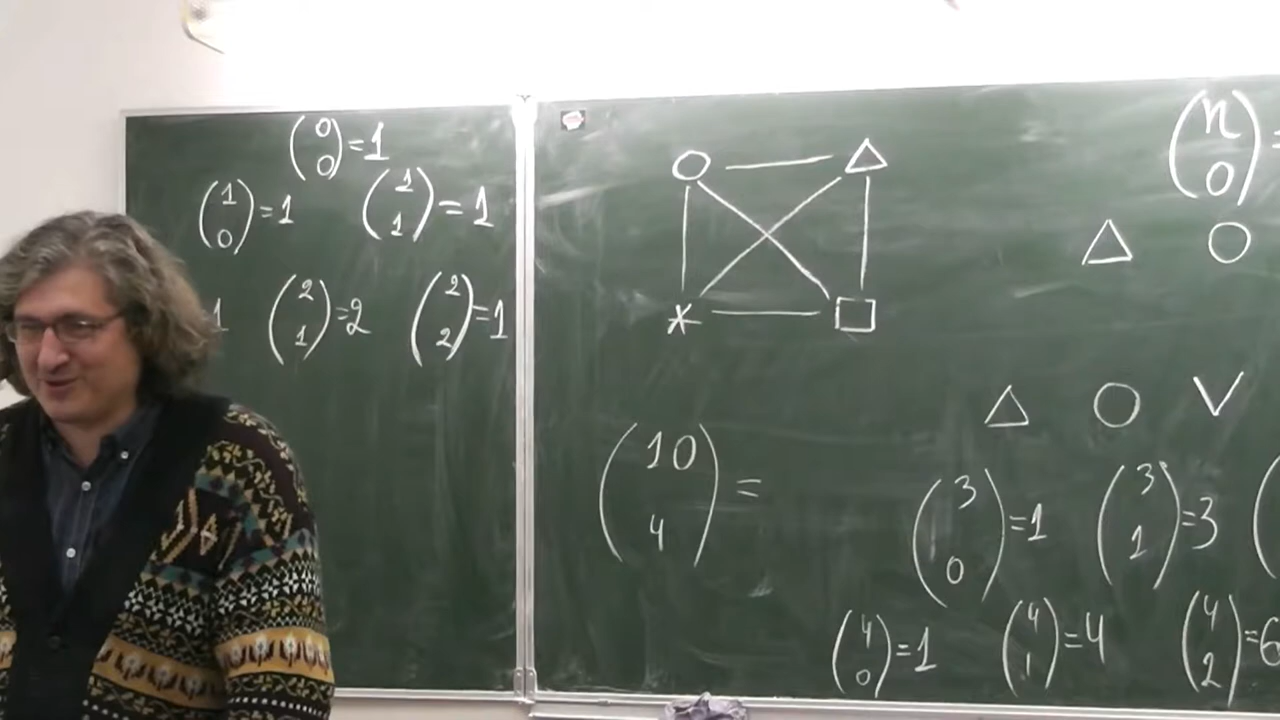 (0 0) = 1
(1 0) = 1 (1 1) = 1
1 (2 1) = 2 (2 2) = 1
(10 4) =
(n 0) =
(3 0) = 1 (3 1) = 3
(4 0) = 1 (4 1) = 4 (4 2) = 6